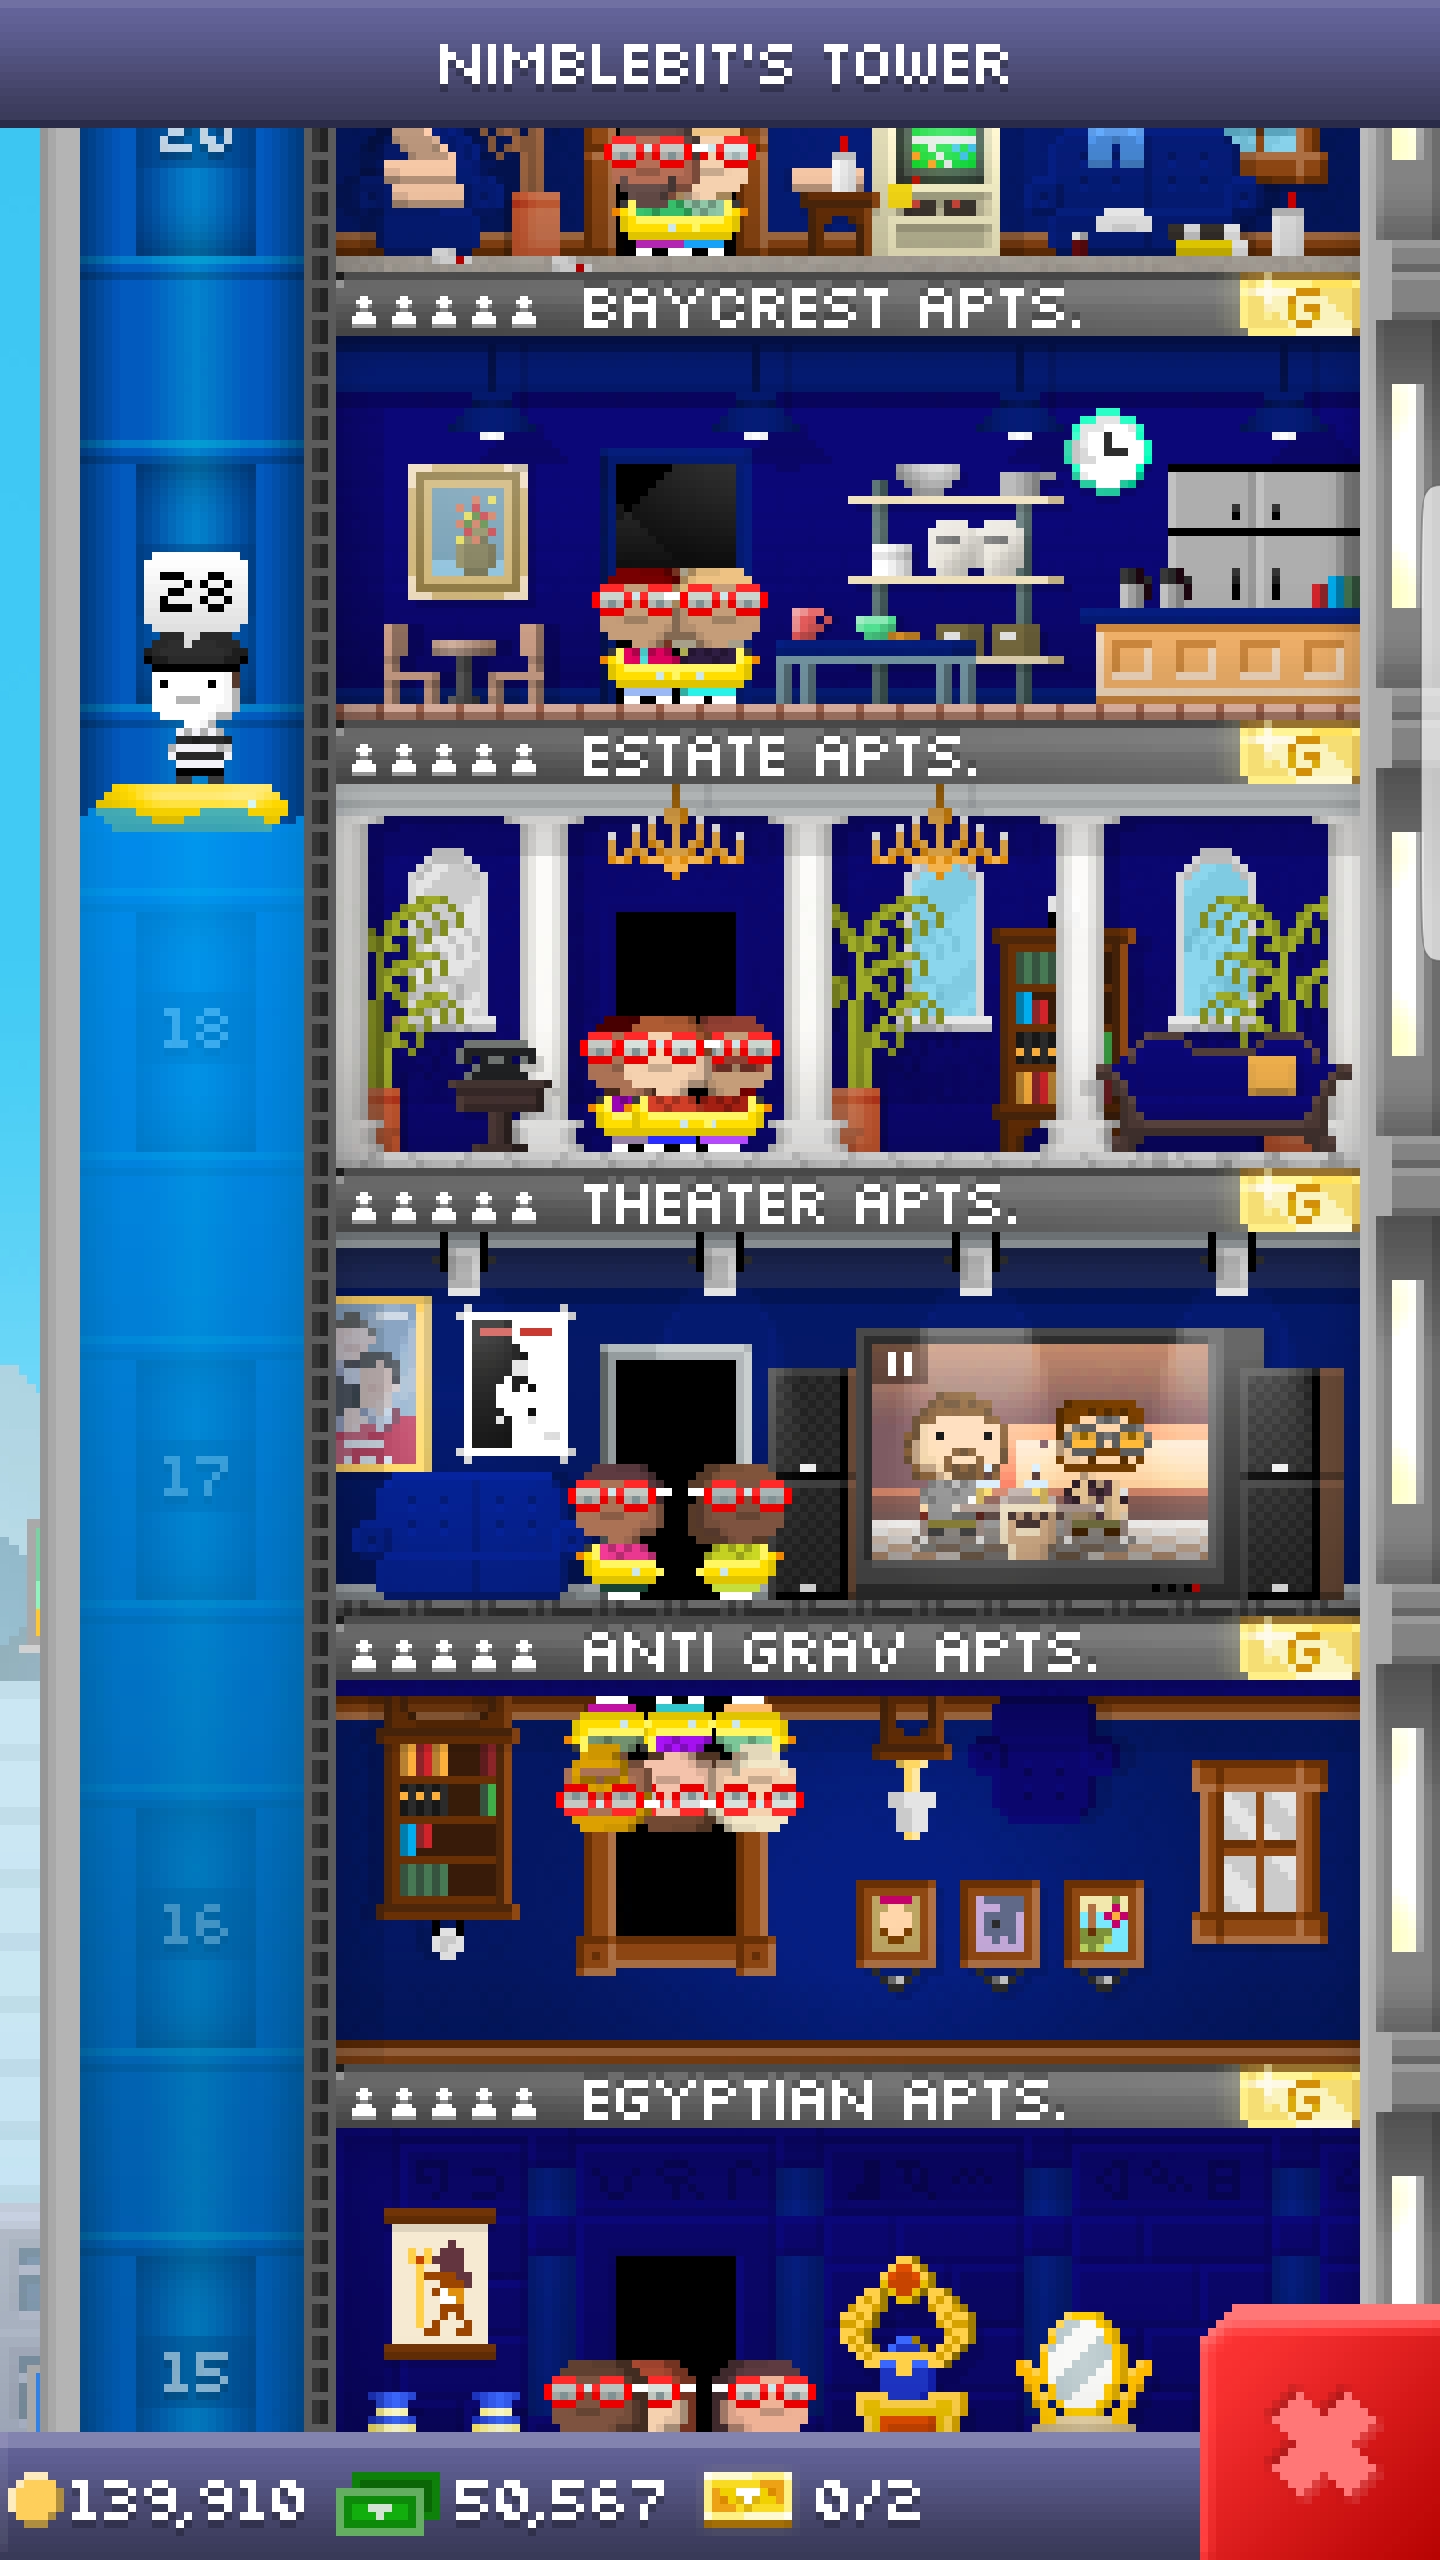 NIMBLEBIT'S TOWER
20
BAYCREST APTS. G
28
ESTATE APTS. G
18
THEATER APTS. G
17
ANTI GRAV APTS. G
16
EGYPTIAN APTS. G
15
139,910 50,567 0/2